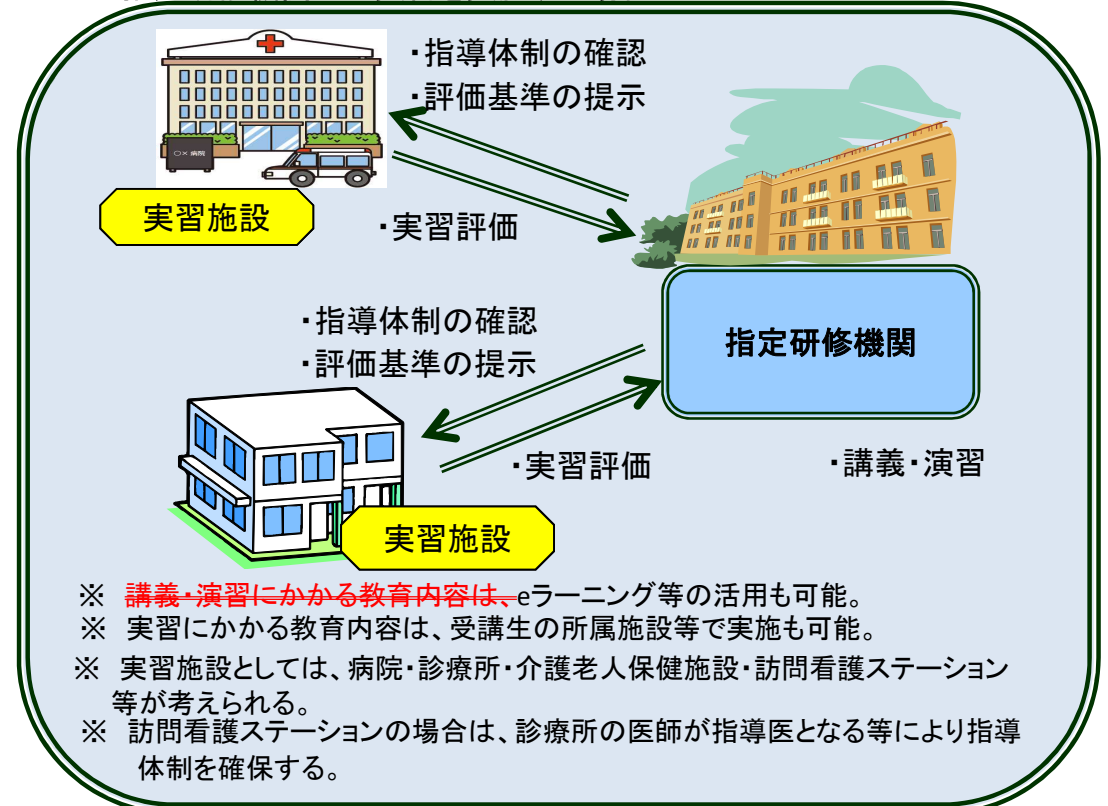 ・指導体制の確認
・評価基準の提示
○× 病院
実習施設
・実習評価
・指導体制の確認
・評価基準の提示
指定研修機関
・実習評価
・講義・演習
実習施設
※ 講義・演習にかかる教育内容は、eラーニング等の活用も可能。
※ 実習にかかる教育内容は、受講生の所属施設等で実施も可能。
※ 実習施設としては、病院・診療所・介護老人保健施設・訪問看護ステーション
等が考えられる。
※ 訪問看護ステーションの場合は、診療所の医師が指導医となる等により指導
体制を確保する。